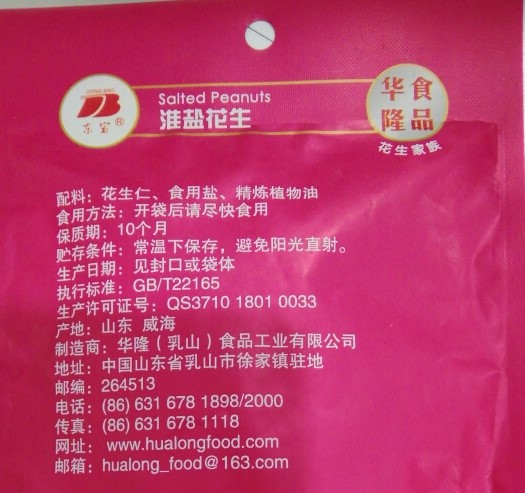 DONG BAO
东宝®
Salted Peanuts
淮盐花生
华食
隆品
花生家族
配料：花生仁、食用盐、精炼植物油
食用方法：开袋后请尽快食用
保质期：10个月
贮存条件：常温下保存，避免阳光直射。
生产日期：见封口或袋体
执行标准：GB/T22165
生产许可证号：QS3710 1801 0033
产地：山东 威海
制造商：华隆（乳山）食品工业有限公司
地址：中国山东省乳山市徐家镇驻地
邮编：264513
电话：(86) 631 678 1898/2000
传真：(86) 631 678 1118
网址： www.hualongfood.com
邮箱：hualong_food@163.com